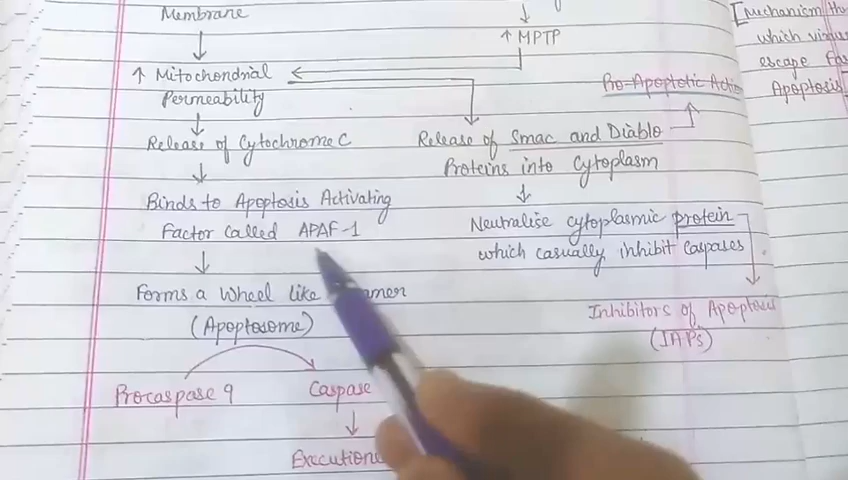 Membrane
↑ MPTP
↑ Mitochondrial
Permeability
Release of Cytochrome C
Binds to Apoptosis Activating
Factor called APAF-1
Forms a Wheel like
(Apoptosome)
Procaspase 9
Caspase
Pro-Apoptotic
Release of Smac and Diablo
Proteins into Cytoplasm
Neutralise cytoplasmic protein
which casually inhibit Caspases
Inhibitors of
(IAPs)
[Mechanism
which
escape
Apoptosis